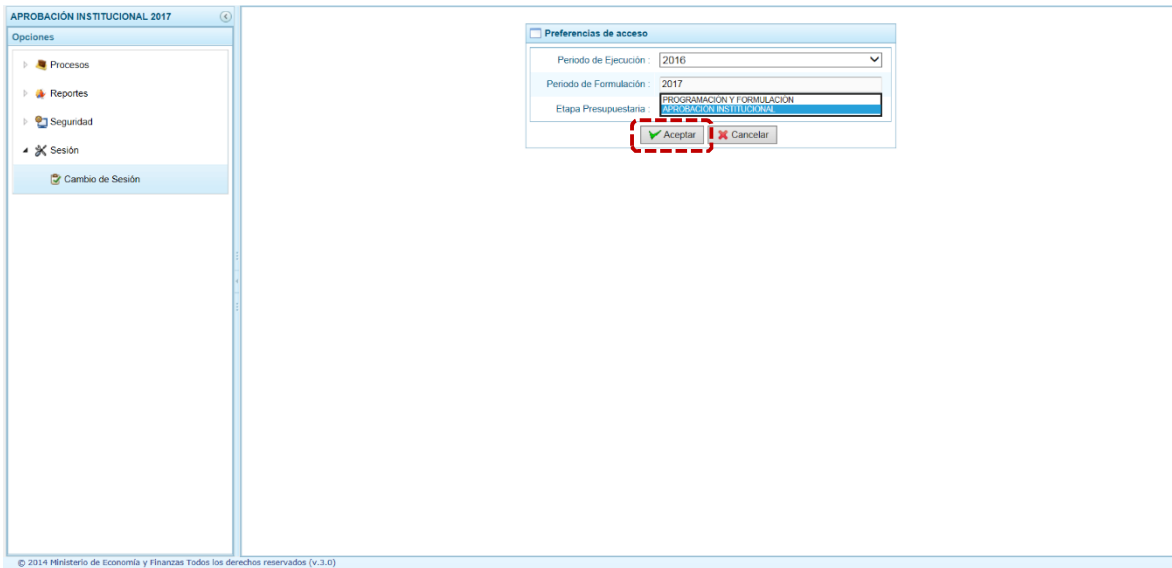 APROBACIÓN INSTITUCIONAL 2017
Opciones
Procesos
Reportes
Seguridad
Sesión
Cambio de Sesión
Preferencias de acceso
Periodo de Ejecución : 2016
Periodo de Formulación : 2017
Etapa Presupuestaria :
PROGRAMACIÓN Y FORMULACIÓN
APROBACIÓN INSTITUCIONAL
Aceptar Cancelar
© 2014 Ministerio de Economía y Finanzas Todos los derechos reservados (v.3.0)